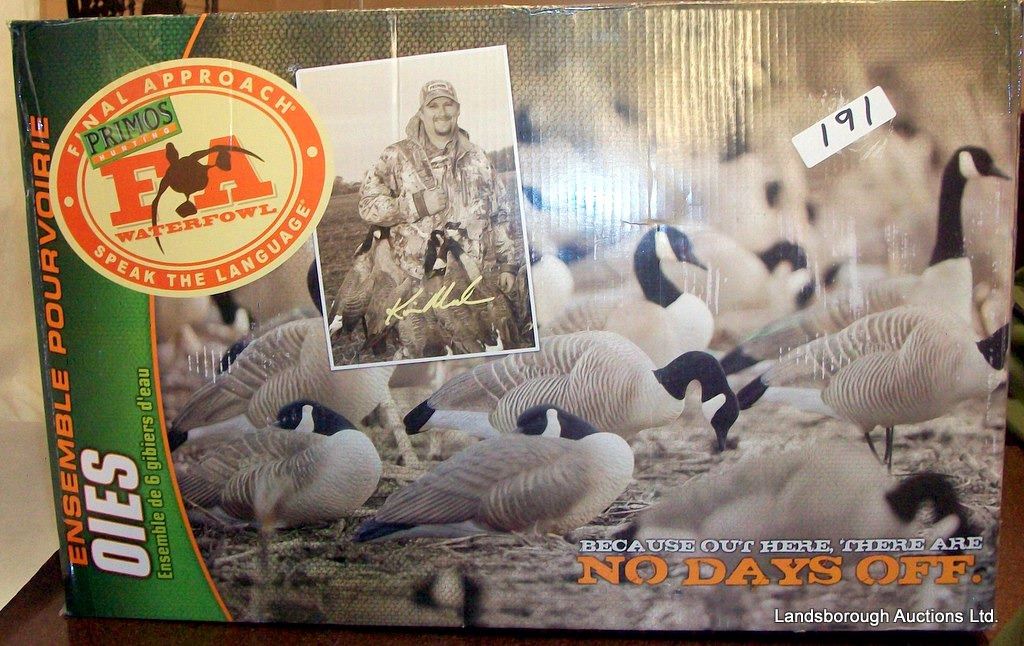 FINAL APPROACH
PRIMOS
HUNTING
FA
WATERFOWL
SPEAK THE LANGUAGE
191
ENSEMBLE POURVOIRIE
OIES
Ensemble de 6 gibiers d'eau
BECAUSE OUT HERE, THERE ARE
NO DAYS OFF.
Landsborough Auctions Ltd.